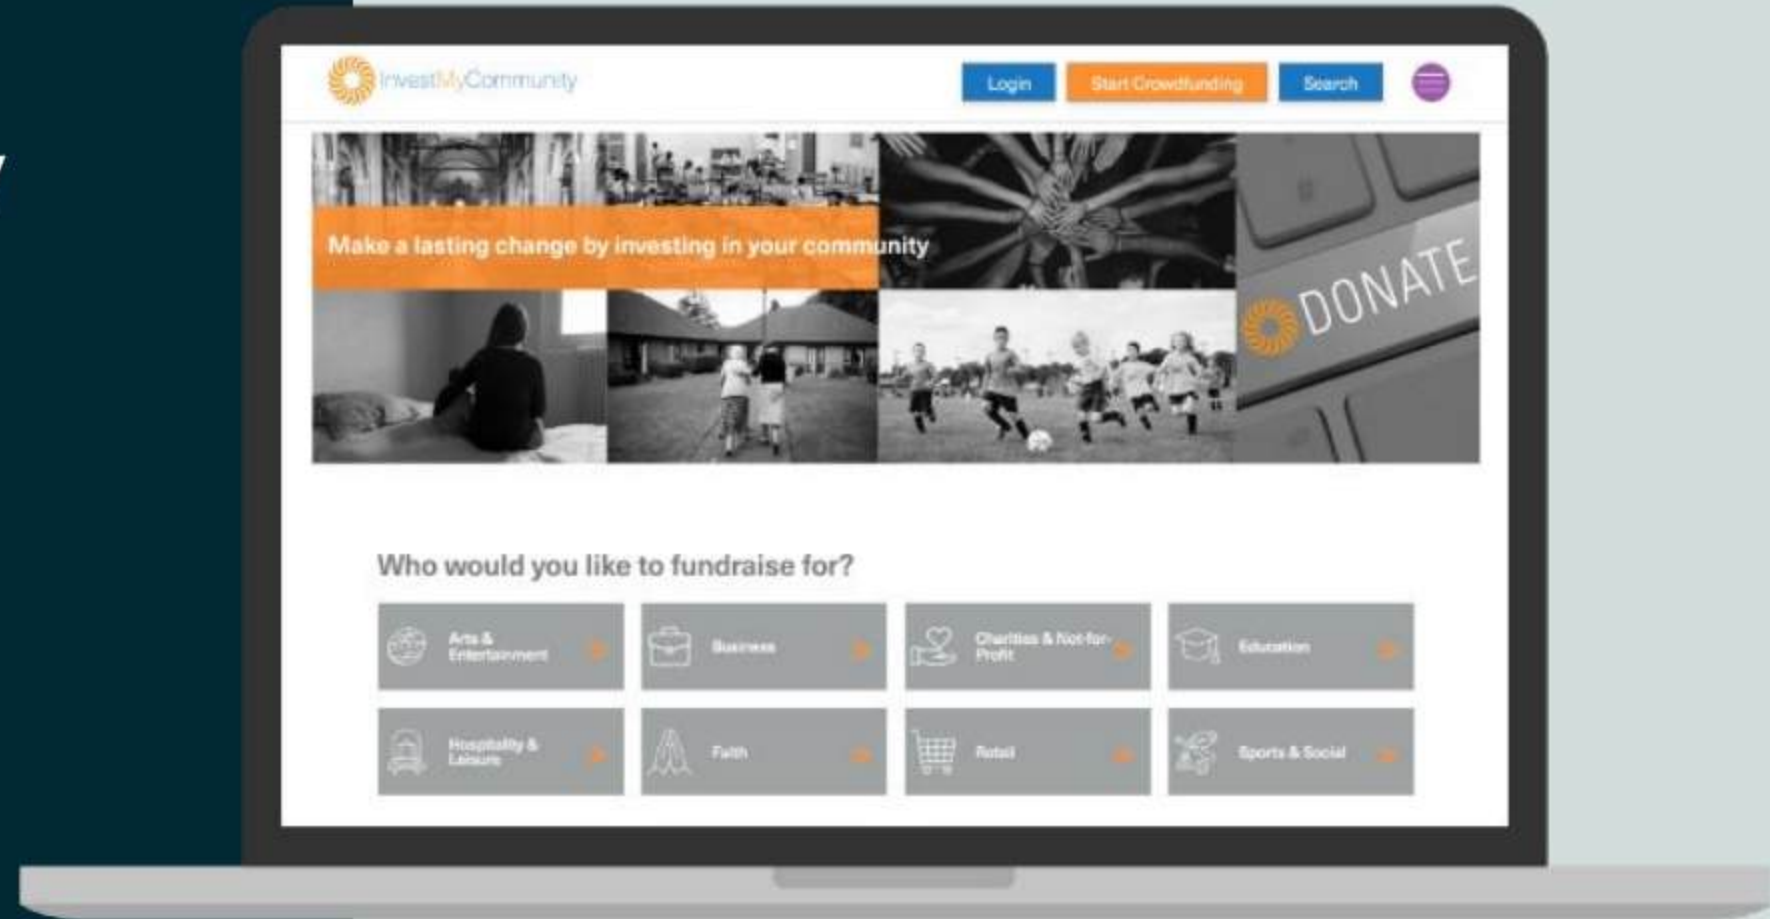 InvestMyCommunity
Login
Start Crowdfunding
Search
Make a lasting change by investing in your community
DONATE
Who would you like to fundraise for?
Arts &
Entertainment
Business
Charities & Not-for-
Profit
Education
Hospitality &
Leisure
Faith
Retail
Sports & Social